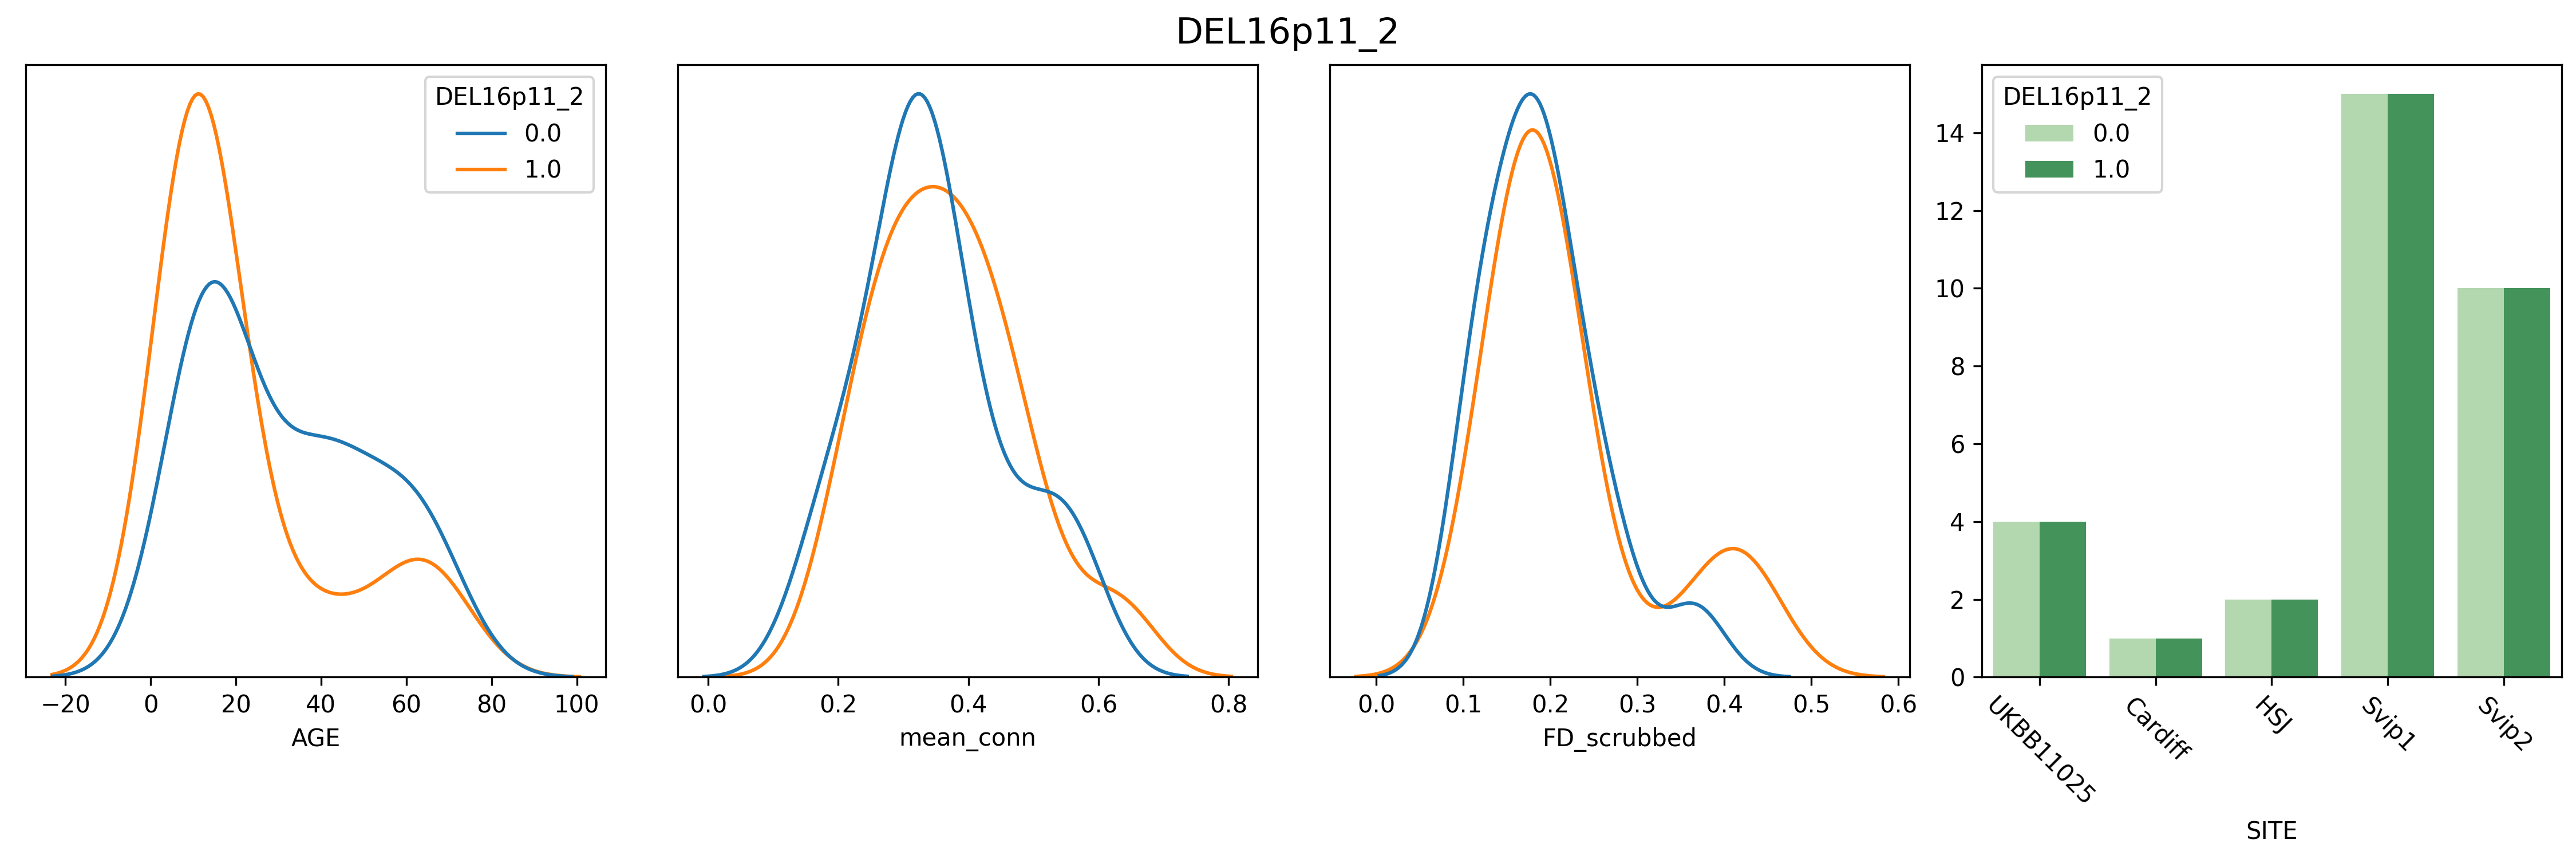 DEL16p11_2
DEL16p11_2
0.0
1.0
−20 0 20 40 60 80 100
AGE
0.0 0.2 0.4 0.6 0.8
mean_conn
0.0 0.1 0.2 0.3 0.4 0.5 0.6
FD_scrubbed
DEL16p11_2
0.0
1.0
14
12
10
8
6
4
2
0
UKBB11025 Cardiff HSJ Svip1 Svip2
SITE